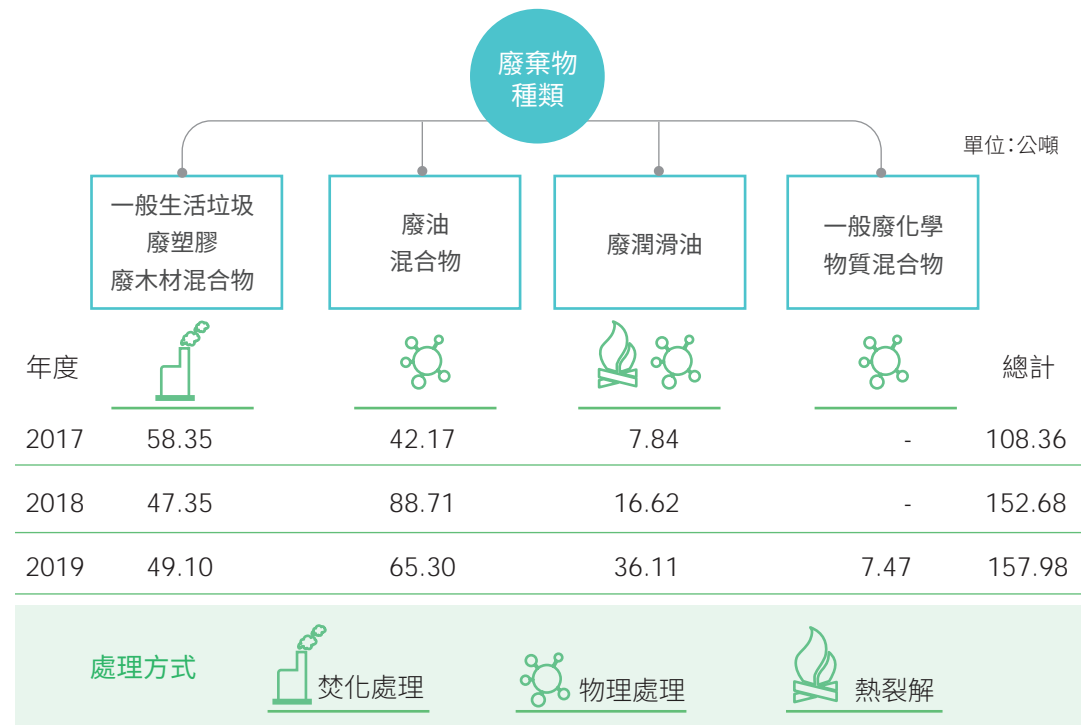 廢棄物
種類
單位：公噸
一般生活垃圾
廢塑膠
廢木材混合物
廢油
混合物
廢潤滑油
一般廢化學
物質混合物
年度 總計
2017 58.35 42.17 7.84 - 108.36
2018 47.35 88.71 16.62 - 152.68
2019 49.10 65.30 36.11 7.47 157.98
處理方式 焚化處理 物理處理 熱裂解